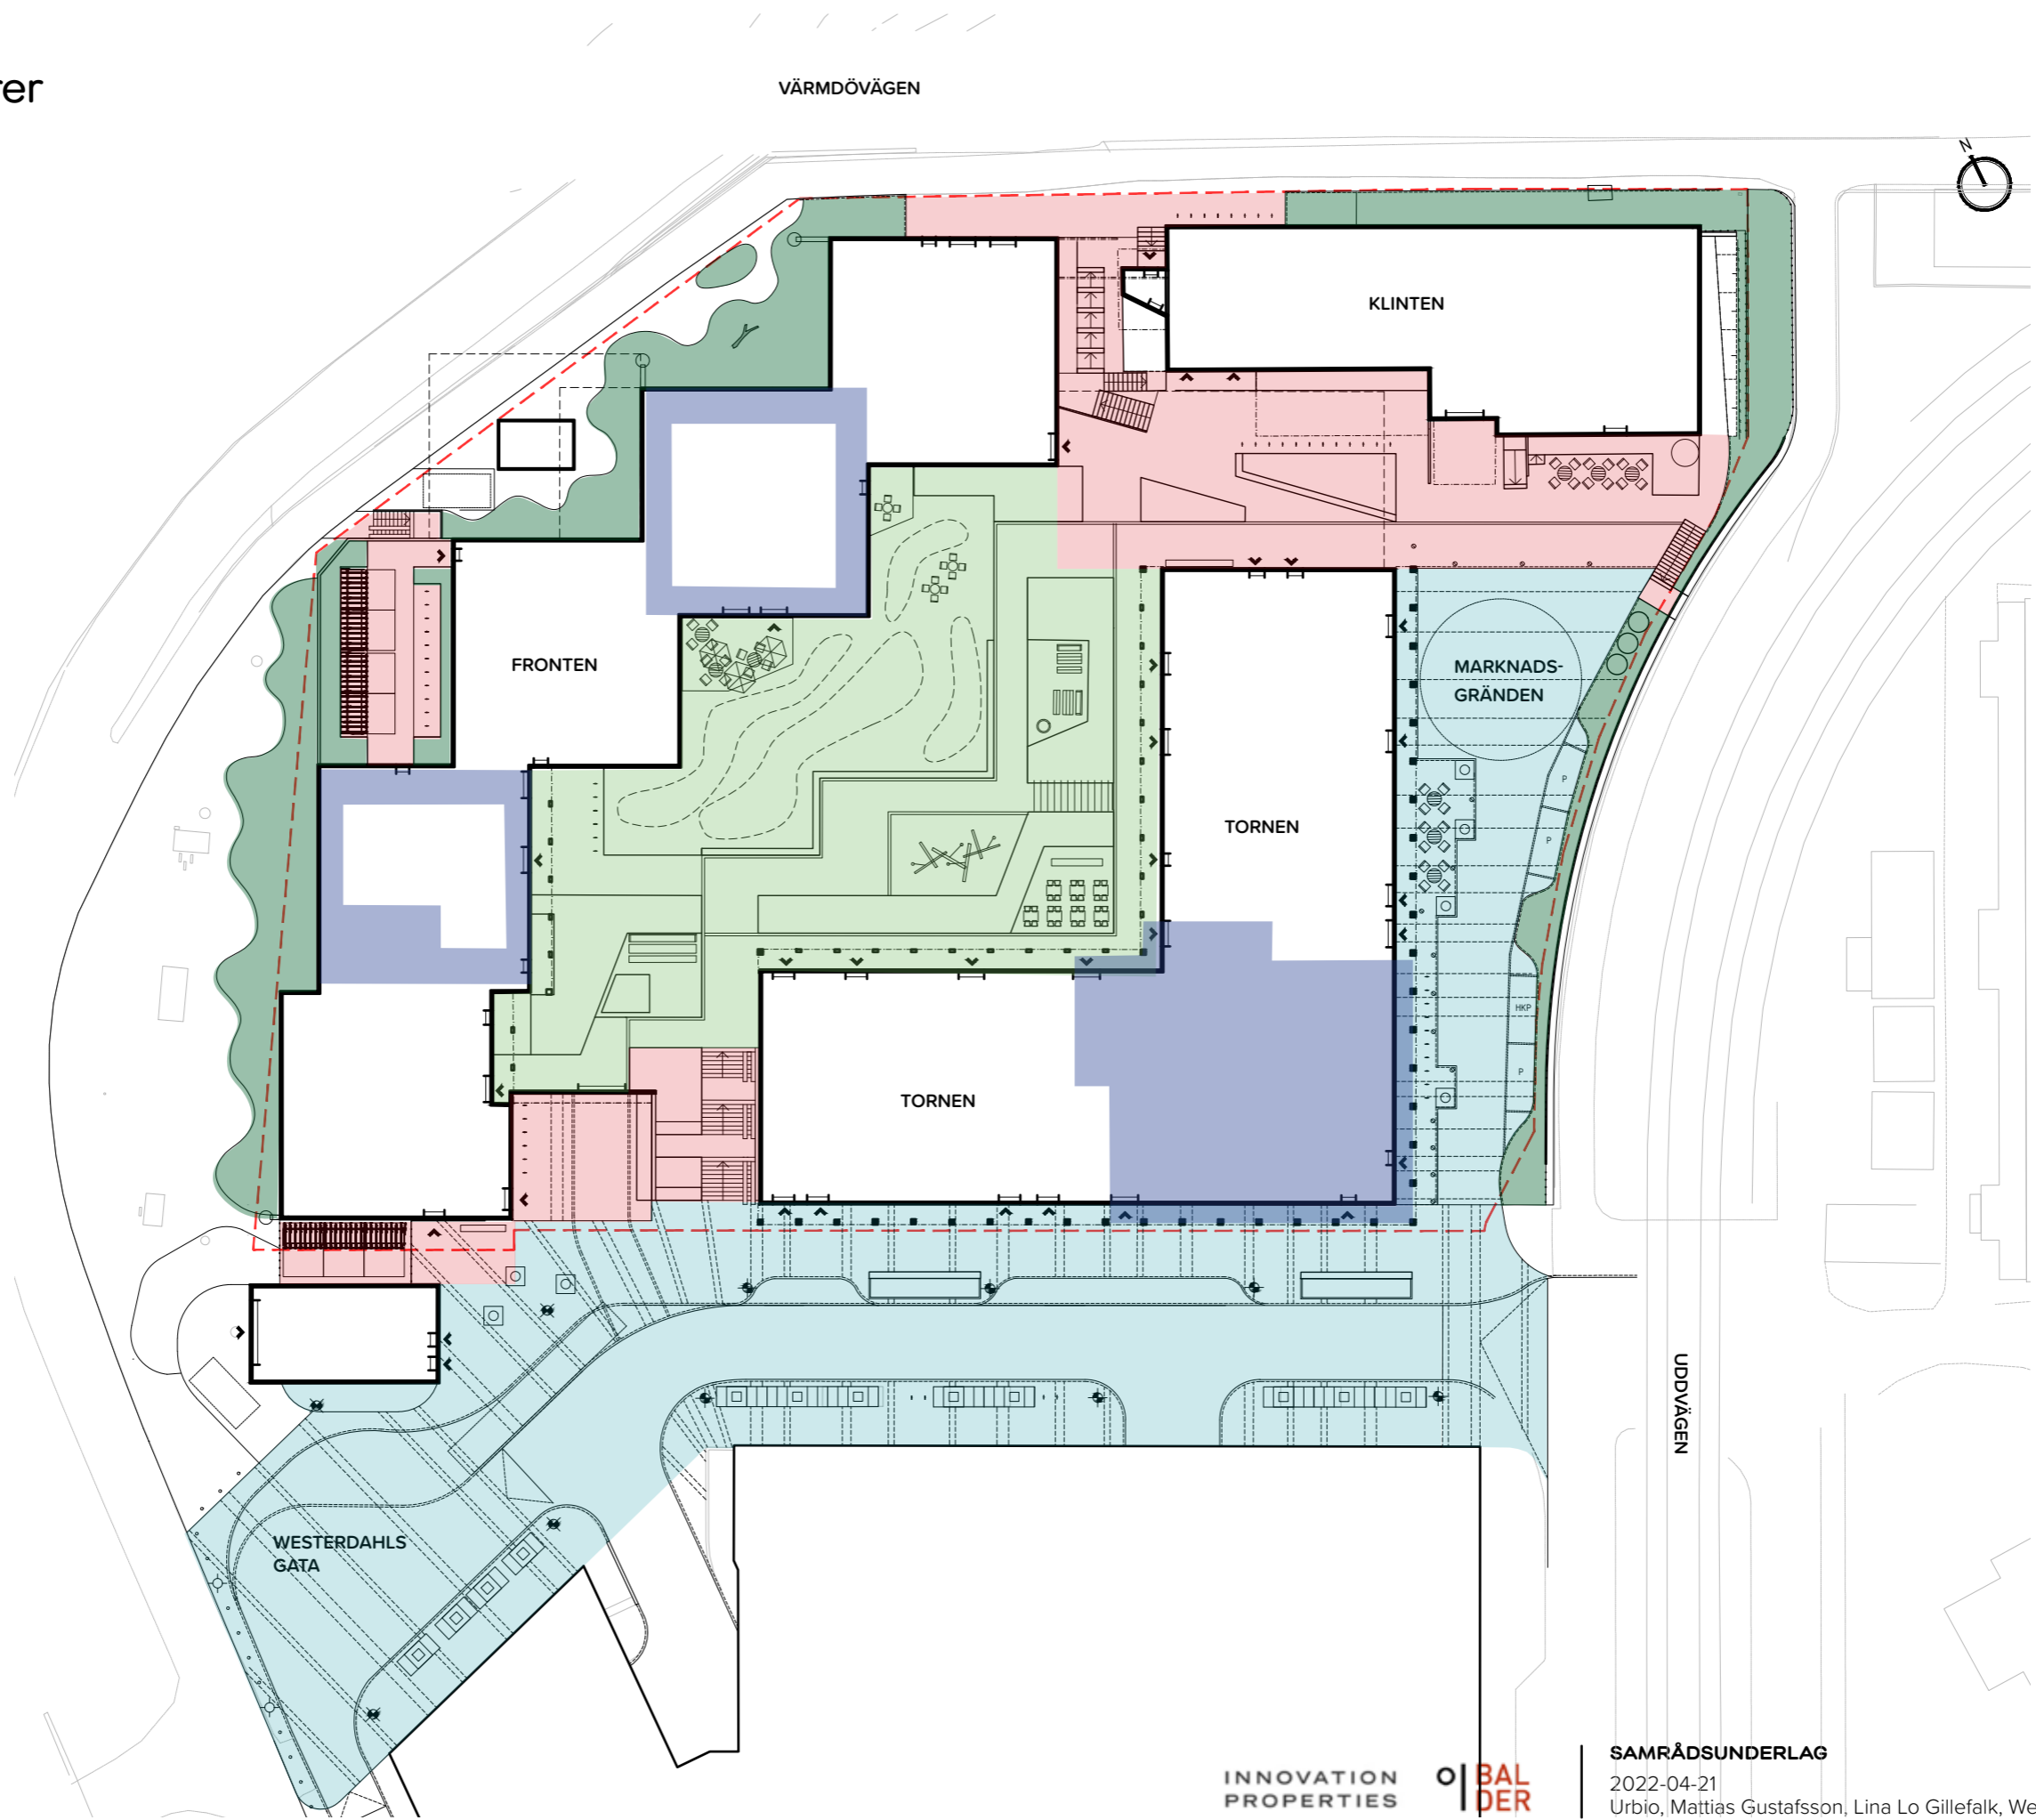 VÄRMDÖVÄGEN
N
KLINTEN
FRONTEN
MARKNADS-
GRÄNDEN
P
TORNEN
P
HKP
P
TORNEN
UDDVÄGEN
WESTERDAHLS
GATA
INNOVATION
PROPERTIES
BAL
DER
SAMRÅDSUNDERLAG
2022-04-21
Urbio, Mattias Gustafsson, Lina Lo Gillefalk, We